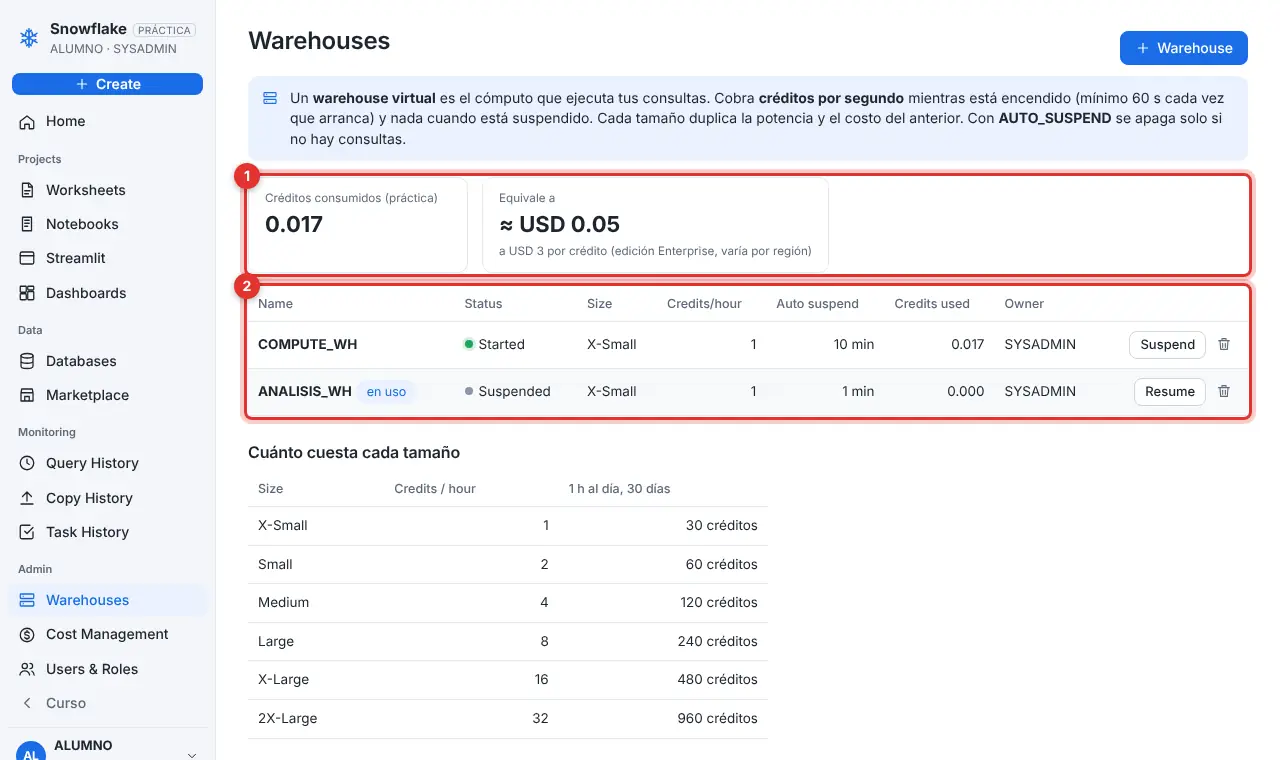 Snowflake PRÁCTICA
ALUMNO · SYSADMIN
+ Create
Home
Projects
Worksheets
Notebooks
Streamlit
Dashboards
Data
Databases
Marketplace
Monitoring
Query History
Copy History
Task History
Admin
Warehouses
Cost Management
Users & Roles
Curso
AL
ALUMNO
Warehouses
+ Warehouse
Un warehouse virtual es el cómputo que ejecuta tus consultas. Cobra créditos por segundo mientras está encendido (mínimo 60 s cada vez
que arranca) y nada cuando está suspendido. Cada tamaño duplica la potencia y el costo del anterior. Con AUTO_SUSPEND se apaga solo si
no hay consultas.
1
Créditos consumidos (práctica)
0.017
Equivale a
≈ USD 0.05
a USD 3 por crédito (edición Enterprise, varía por región)
2
Name Status Size Credits/hour Auto suspend Credits used Owner
COMPUTE_WH Started X-Small 1 10 min 0.017 SYSADMIN Suspend
ANALISIS_WH en uso Suspended X-Small 1 1 min 0.000 SYSADMIN Resume
Cuánto cuesta cada tamaño
Size Credits / hour 1 h al día, 30 días
X-Small 1 30 créditos
Small 2 60 créditos
Medium 4 120 créditos
Large 8 240 créditos
X-Large 16 480 créditos
2X-Large 32 960 créditos